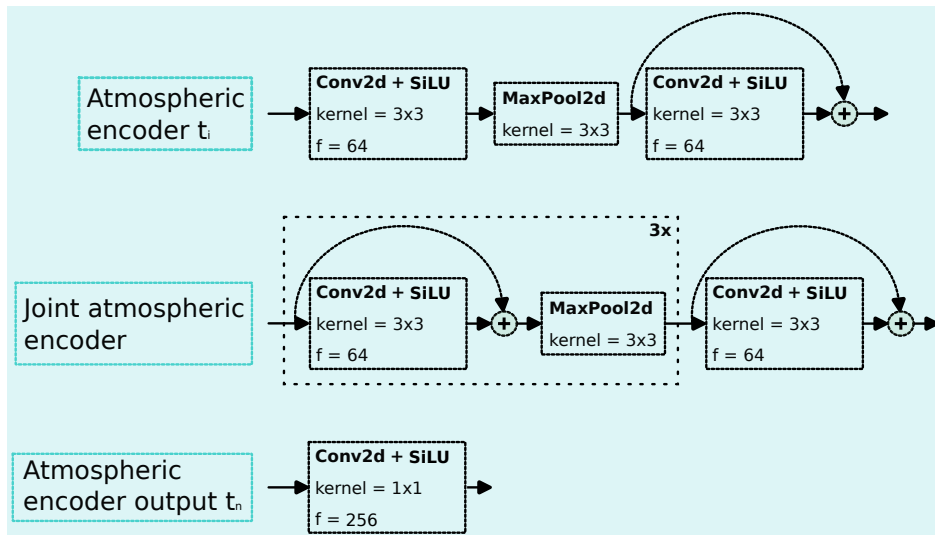 Atmospheric
encoder tᵢ
Conv2d + SiLU
kernel = 3x3
f = 64
MaxPool2d
kernel = 3x3
Conv2d + SiLU
kernel = 3x3
f = 64
+
3x
Joint atmospheric
encoder
Conv2d + SiLU
kernel = 3x3
f = 64
+
MaxPool2d
kernel = 3x3
Conv2d + SiLU
kernel = 3x3
f = 64
+
Atmospheric
encoder output tₙ
Conv2d + SiLU
kernel = 1x1
f = 256